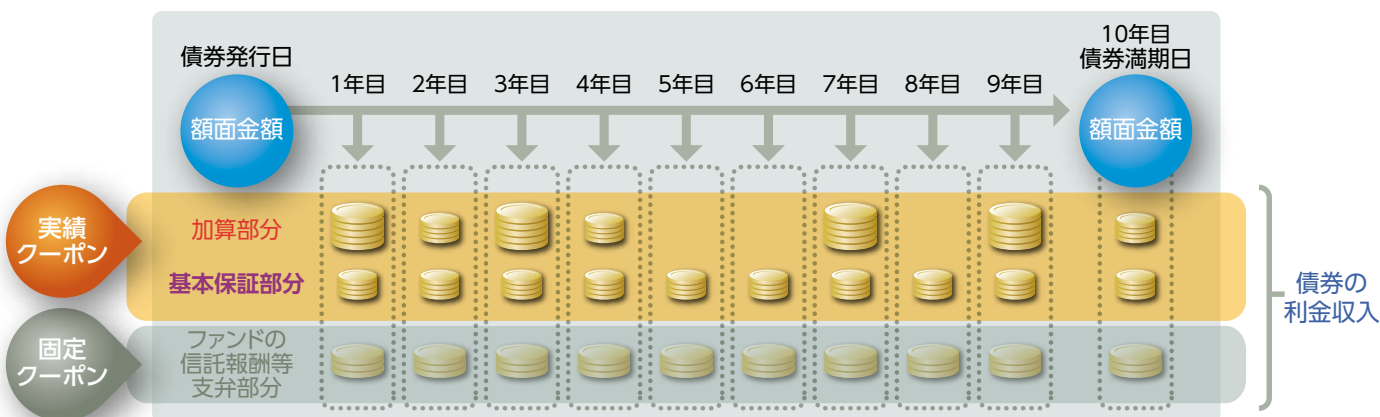 債券発行日
1年目
2年目
3年目
4年目
5年目
6年目
7年目
8年目
9年目
10年目
債券満期日
額面金額
額面金額
実績
クーポン
加算部分
基本保証部分
固定
クーポン
ファンドの
信託報酬等
支弁部分
債券の
利金収入